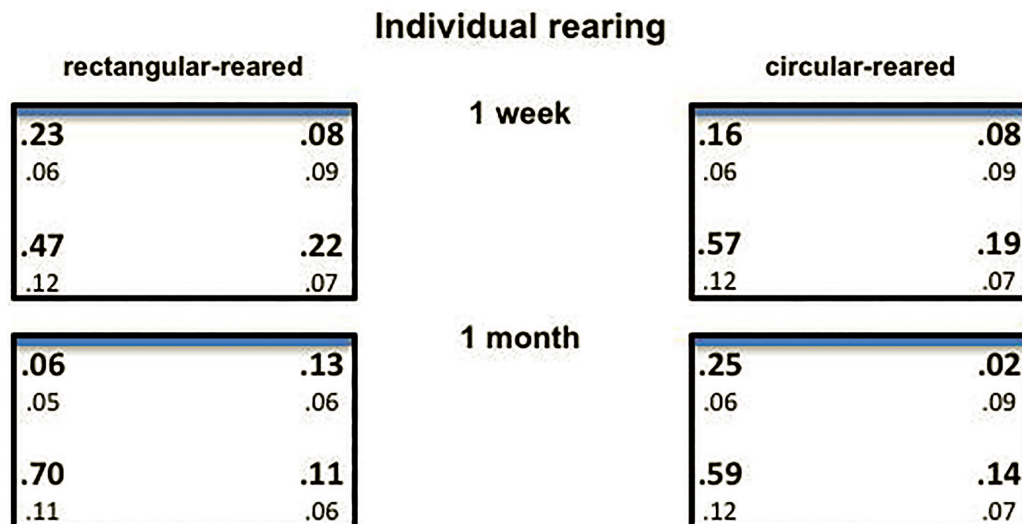 Individual rearing
rectangular-reared circular-reared
1 week
.23 .08 .16 .08
.06 .09 .06 .09
.47 .22 .57 .19
.12 .07 .12 .07
1 month
.06 .13 .25 .02
.05 .06 .06 .09
.70 .11 .59 .14
.11 .06 .12 .07